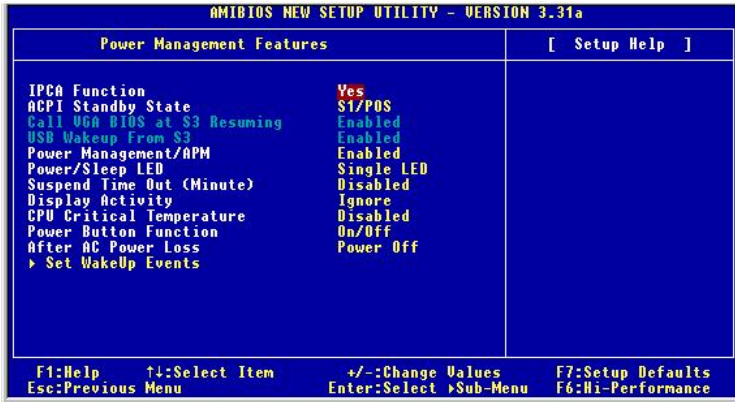 AMIBIOS NEW SETUP UTILITY - VERSION 3.31a
Power Management Features
[ Setup Help ]
IPCA Function Yes
ACPI Standby State S1/POS
Call VGA BIOS at S3 Resuming Enabled
USB Wakeup From S3 Enabled
Power Management/APM Enabled
Power/Sleep LED Single LED
Suspend Time Out (Minute) Disabled
Display Activity Ignore
CPU Critical Temperature Disabled
Power Button Function On/Off
After AC Power Loss Power Off
▸ Set WakeUp Events
F1:Help ↑↓:Select Item +/-:Change Values F7:Setup Defaults
Esc:Previous Menu Enter:Select ▸Sub-Menu F6:Hi-Performance